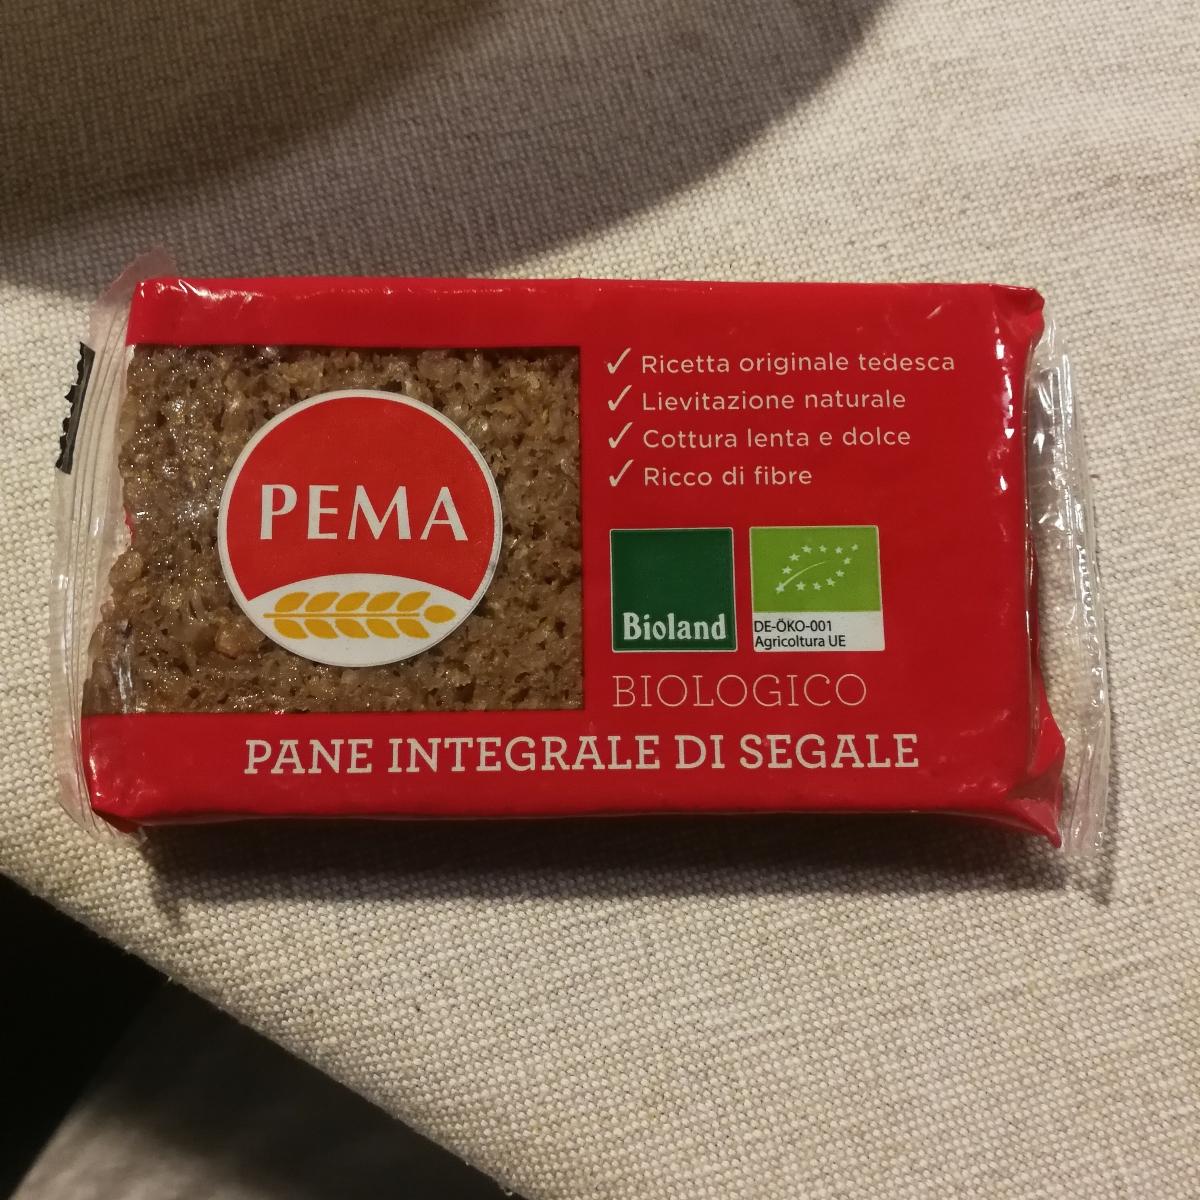 PEMA
✓ Ricetta originale tedesca
✓ Lievitazione naturale
✓ Cottura lenta e dolce
✓ Ricco di fibre
Bioland
DE-ÖKO-001
Agricoltura UE
BIOLOGICO
PANE INTEGRALE DI SEGALE